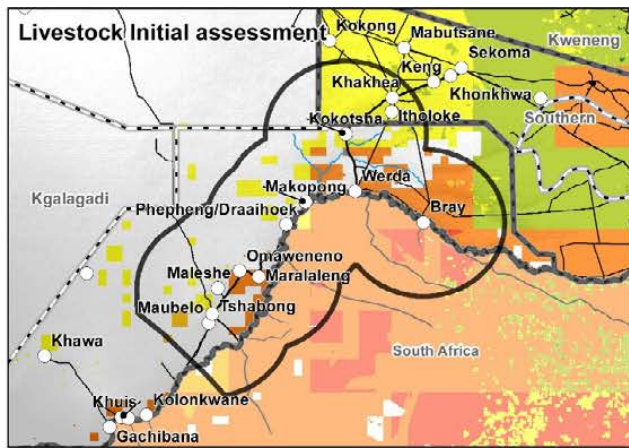 Livestock Initial assessment
Kokong
Mabutsane
Kweneng
Sekoma
Keng
Khakhea
Khonkhwa
Itholoke
Southern
Kokotsha
Kgalagadi
Makopong
Werda
Phepheng/Draaihoek
Bray
Omaweneno
Maleshe
Maralaleng
Tshabong
Maubelo
South Africa
Khawa
Khuis
Kolonkwane
Gachibana